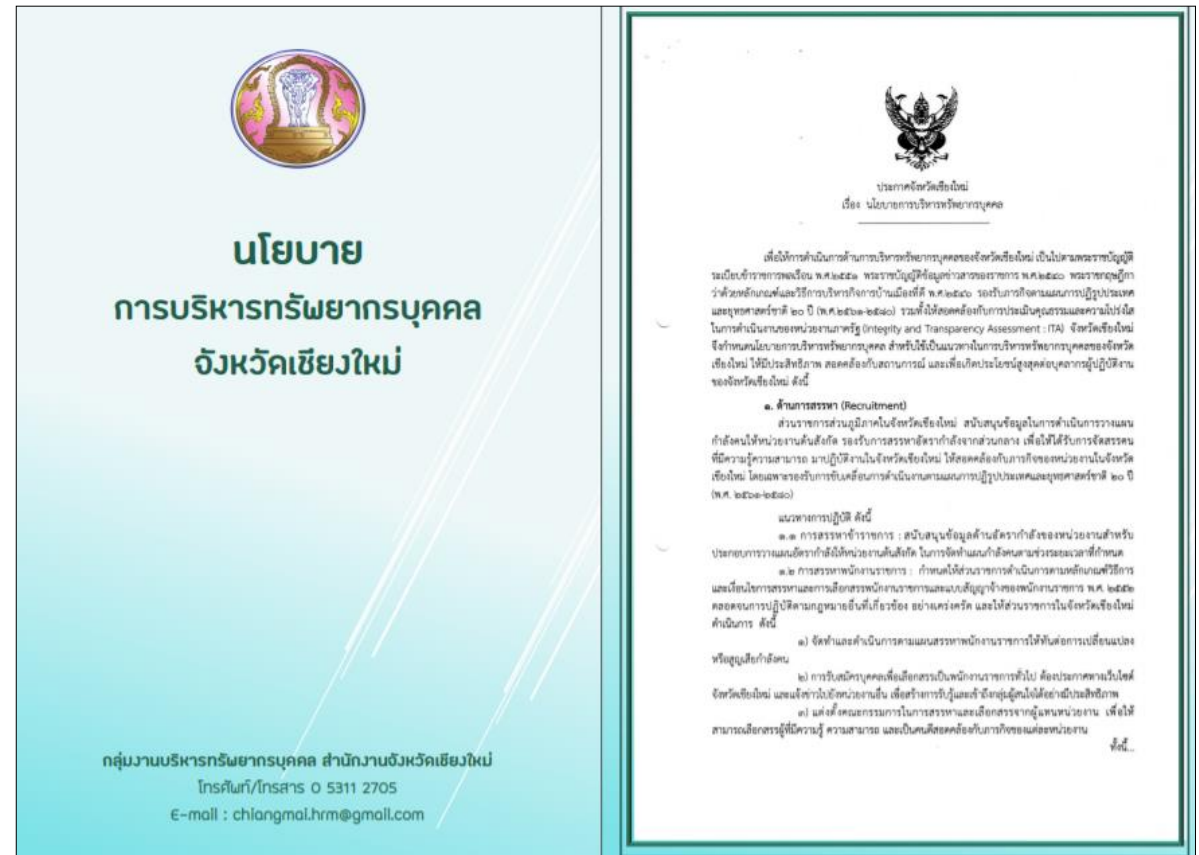 นโยบาย
การบริหารทรัพยากรบุคคล
จังหวัดเชียงใหม่
กลุ่มงานบริหารทรัพยากรบุคคล สำนักงานจังหวัดเชียงใหม่
โทรศัพท์/โทรสาร 0 5311 2705
E-mail : chiangmai.hrm@gmail.com
ประกาศจังหวัดเชียงใหม่
เรื่อง นโยบายการบริหารทรัพยากรบุคคล
เพื่อให้การดำเนินการด้านการบริหารทรัพยากรบุคคลของจังหวัดเชียงใหม่ เป็นไปตามพระราชบัญญัติ
ระเบียบข้าราชการพลเรือน พ.ศ.๒๕๕๑ พระราชบัญญัติข้อมูลข่าวสารของราชการ พ.ศ.๒๕๔๐ พระราชกฤษฎีกา
ว่าด้วยหลักเกณฑ์และวิธีการบริหารกิจการบ้านเมืองที่ดี พ.ศ.๒๕๔๖ รองรับภารกิจตามแผนการปฏิรูปประเทศ
และยุทธศาสตร์ชาติ ๒๐ ปี (พ.ศ.๒๕๖๑-๒๕๘๐) รวมทั้งให้สอดคล้องกับการประเมินคุณธรรมและความโปร่งใส
ในการดำเนินงานของหน่วยงานภาครัฐ (Integrity and Transparency Assessment : ITA) จังหวัดเชียงใหม่
จึงกำหนดนโยบายการบริหารทรัพยากรบุคคล สำหรับใช้เป็นแนวทางในการบริหารทรัพยากรบุคคลของจังหวัด
เชียงใหม่ ให้มีประสิทธิภาพ สอดคล้องกับสถานการณ์ และเพื่อเกิดประโยชน์สูงสุดต่อบุคลากรผู้ปฏิบัติงาน
ของจังหวัดเชียงใหม่ ดังนี้
๑. ด้านการสรรหา (Recruitment)
ส่วนราชการส่วนภูมิภาคในจังหวัดเชียงใหม่ สนับสนุนข้อมูลในการดำเนินการวางแผน
กำลังคนให้หน่วยงานต้นสังกัด รองรับการสรรหาอัตรากำลังจากส่วนกลาง เพื่อให้ได้รับการจัดสรรคน
ที่มีความรู้ความสามารถ มาปฏิบัติงานในจังหวัดเชียงใหม่ ให้สอดคล้องกับภารกิจของหน่วยงานในจังหวัด
เชียงใหม่ โดยเฉพาะรองรับการขับเคลื่อนการดำเนินงานตามแผนการปฏิรูปประเทศและยุทธศาสตร์ชาติ ๒๐ ปี
(พ.ศ. ๒๕๖๑-๒๕๘๐)
แนวทางการปฏิบัติ ดังนี้
๑.๑ การสรรหาข้าราชการ : สนับสนุนข้อมูลด้านอัตรากำลังของหน่วยงานสำหรับ
ประกอบการวางแผนอัตรากำลังให้หน่วยงานต้นสังกัด ในการจัดทำแผนกำลังคนตามช่วงระยะเวลาที่กำหนด
๑.๒ การสรรหาพนักงานราชการ : กำหนดให้ส่วนราชการดำเนินการตามหลักเกณฑ์วิธีการ
และเงื่อนไขการสรรหาและการเลือกสรรพนักงานราชการและแบบสัญญาจ้างของพนักงานราชการ พ.ศ. ๒๕๕๒
ตลอดจนการปฏิบัติตามกฎหมายอื่นที่เกี่ยวข้อง อย่างเคร่งครัด และให้ส่วนราชการในจังหวัดเชียงใหม่
ดำเนินการ ดังนี้
๑) จัดทำและดำเนินการตามแผนสรรหาพนักงานราชการให้ทันต่อการเปลี่ยนแปลง
หรือสูญเสียกำลังคน
๒) การรับสมัครบุคคลเพื่อเลือกสรรเป็นพนักงานราชการทั่วไป ต้องประกาศทางเว็บไซต์
จังหวัดเชียงใหม่ และแจ้งข่าวไปยังหน่วยงานอื่น เพื่อสร้างการรับรู้และเข้าถึงกลุ่มผู้สนใจได้อย่างมีประสิทธิภาพ
๓) แต่งตั้งคณะกรรมการในการสรรหาและเลือกสรรจากผู้แทนหน่วยงาน เพื่อให้
สามารถเลือกสรรผู้ที่มีความรู้ ความสามารถ และเป็นคนดีสอดคล้องกับภารกิจของแต่ละหน่วยงาน
ทั้งนี้...